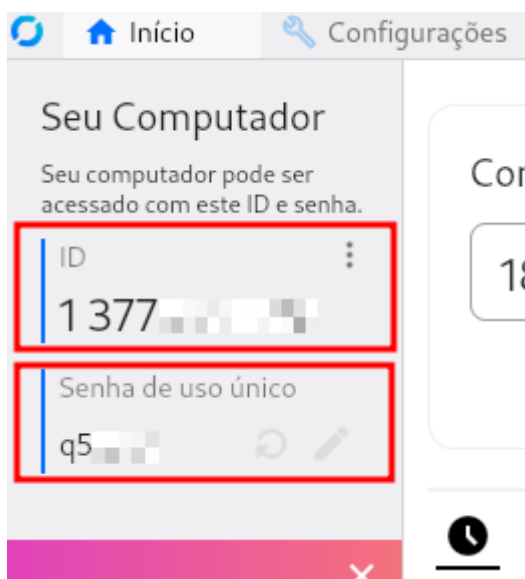 Início
Configurações
Seu Computador
Seu computador pode ser
acessado com este ID e senha.
ID
1 377
Senha de uso único
q5